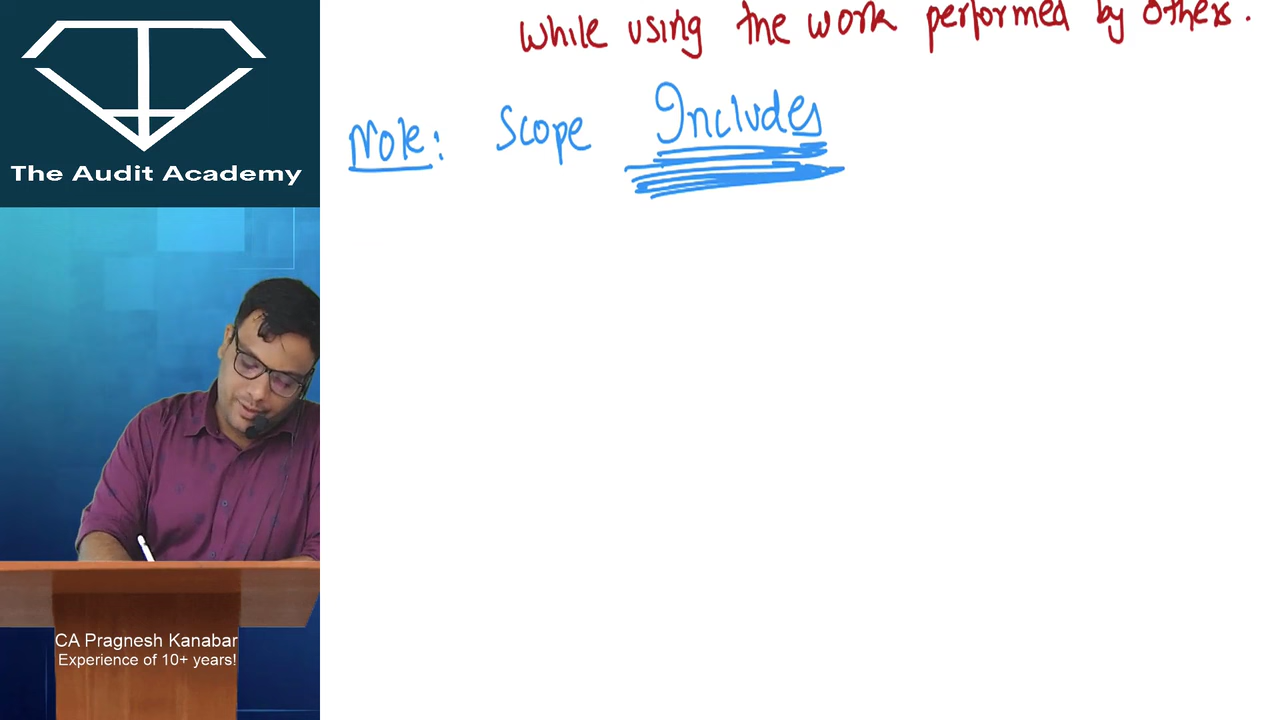 while using the work performed by others.
Note: Scope Includes
The Audit Academy
CA Pragnesh Kanabar
Experience of 10+ years!